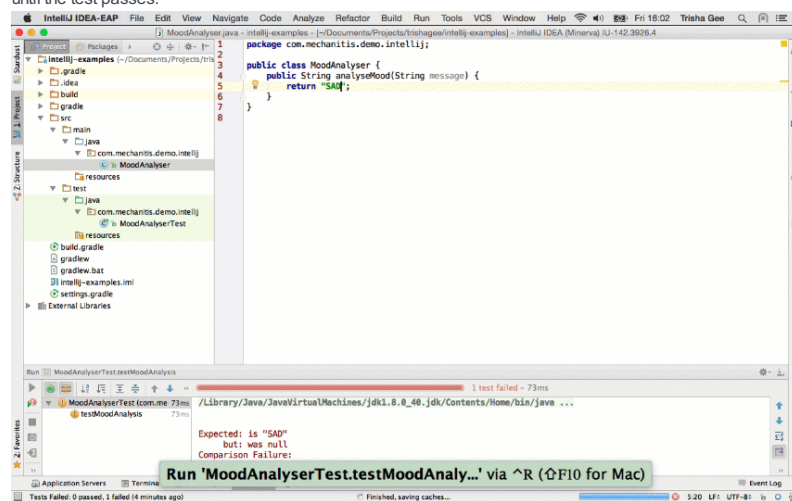 until the test passes.
IntelliJ IDEA-EAP File Edit View Navigate Code Analyze Refactor Build Run Tools VCS Window Help Fri 16:02 Trisha Gee
MoodAnalyser.java - intellij-examples - [~/Documents/Projects/trishagee/intellij-examples] - IntelliJ IDEA (Minerva) IU-142.3926.4
Project Packages
intellij-examples (~/Documents/Projects/tris
.gradle
.idea
build
gradle
src
main
java
com.mechanitis.demo.intellij
MoodAnalyser
resources
test
java
com.mechanitis.demo.intellij
MoodAnalyserTest
resources
build.gradle
gradlew
gradlew.bat
intellij-examples.iml
settings.gradle
External Libraries
Stardust
1: Project
Z: Structure
2: Favorites
1 package com.mechanitis.demo.intellij;
2
3 public class MoodAnalyser {
4 public String analyseMood(String message) {
5 return "SAD";
6 }
7 }
8
Run MoodAnalyserTest.testMoodAnalysis
1 test failed - 73ms
MoodAnalyserTest (com.me 73ms
testMoodAnalysis 73ms
/Library/Java/JavaVirtualMachines/jdk1.8.0_40.jdk/Contents/Home/bin/java ...
Expected: is "SAD"
but: was null
Comparison Failure:
Run 'MoodAnalyserTest.testMoodAnaly...' via ^R (⇧F10 for Mac)
Application Servers Termina Event Log
Tests Failed: 0 passed, 1 failed (4 minutes ago) Finished, saving caches... 5:20 LF÷ UTF-8÷